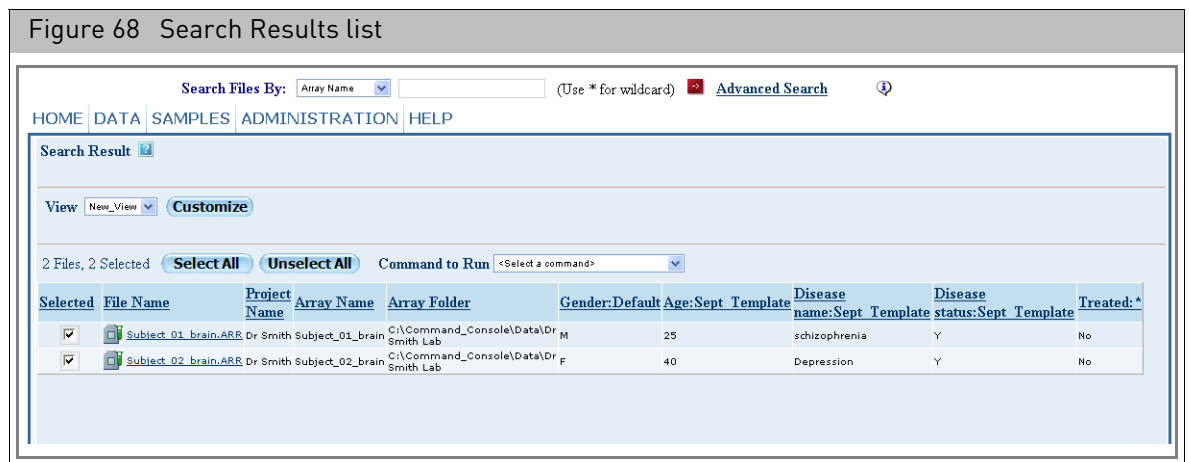 Figure 68 Search Results list
Search Files By: Array Name (Use * for wildcard) Advanced Search
HOME DATA SAMPLES ADMINISTRATION HELP
Search Result ?
View New_View Customize
2 Files, 2 Selected Select All Unselect All Command to Run <Select a command>
Selected File Name Project Name Array Name Array Folder Gender:Default Age:Sept_Template Disease name:Sept_Template Disease status:Sept_Template Treated:*
Subject_01_brain.ARR Dr Smith Subject_01_brain C:\Command_Console\Data\Dr Smith Lab M 25 schizophrenia Y No
Subject_02_brain.ARR Dr Smith Subject_02_brain C:\Command_Console\Data\Dr Smith Lab F 40 Depression Y No